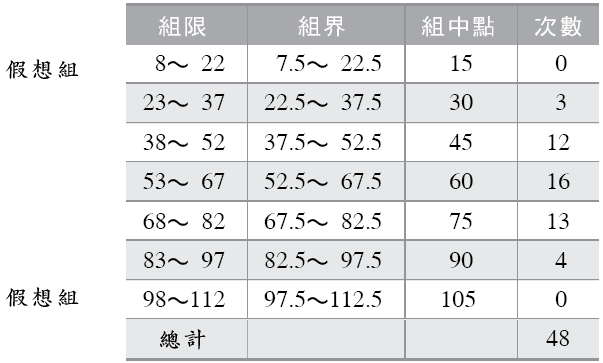 組限 組界 組中點 次數
假想組 8～ 22 7.5～ 22.5 15 0
23～ 37 22.5～ 37.5 30 3
38～ 52 37.5～ 52.5 45 12
53～ 67 52.5～ 67.5 60 16
68～ 82 67.5～ 82.5 75 13
83～ 97 82.5～ 97.5 90 4
假想組 98～112 97.5～112.5 105 0
總計 48